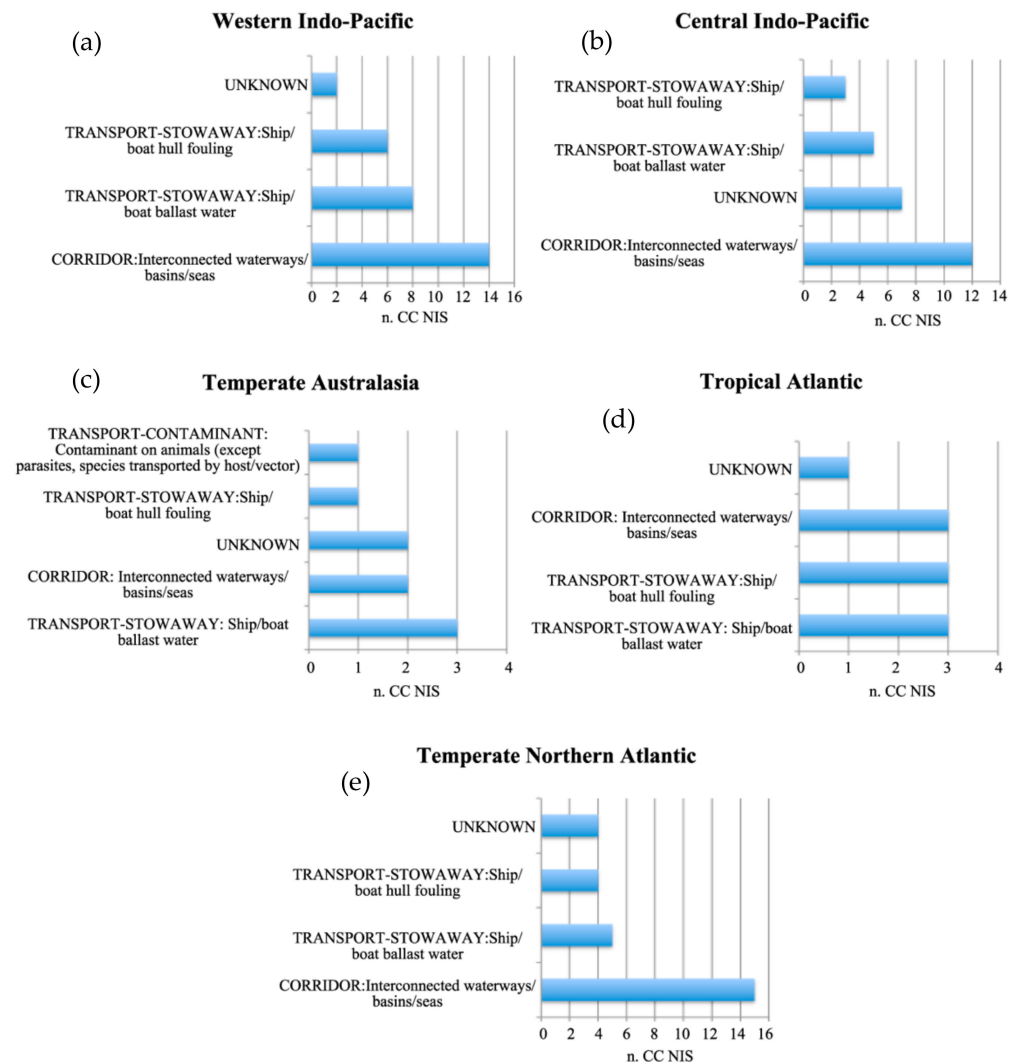 Western Indo-Pacific
(a)
UNKNOWN
TRANSPORT-STOWAWAY:Ship/
boat hull fouling
TRANSPORT-STOWAWAY:Ship/
boat ballast water
CORRIDOR:Interconnected waterways/
basins/seas
0 2 4 6 8 10 12 14 16
n. CC NIS
Central Indo-Pacific
(b)
TRANSPORT-STOWAWAY:Ship/
boat hull fouling
TRANSPORT-STOWAWAY:Ship/
boat ballast water
UNKNOWN
CORRIDOR:Interconnected waterways/
basins/seas
0 2 4 6 8 10 12 14
n. CC NIS
(c)
Temperate Australasia
TRANSPORT-CONTAMINANT:
Contaminant on animals (except
parasites, species transported by host/vector)
TRANSPORT-STOWAWAY:Ship/
boat hull fouling
UNKNOWN
CORRIDOR: Interconnected waterways/
basins/seas
TRANSPORT-STOWAWAY: Ship/boat
ballast water
0 1 2 3 4
n. CC NIS
Tropical Atlantic
(d)
UNKNOWN
CORRIDOR: Interconnected waterways/
basins/seas
TRANSPORT-STOWAWAY:Ship/
boat hull fouling
TRANSPORT-STOWAWAY: Ship/boat
ballast water
0 1 2 3 4
n. CC NIS
Temperate Northern Atlantic
(e)
UNKNOWN
TRANSPORT-STOWAWAY:Ship/
boat hull fouling
TRANSPORT-STOWAWAY:Ship/
boat ballast water
CORRIDOR:Interconnected waterways/
basins/seas
0 2 4 6 8 10 12 14 16
n. CC NIS